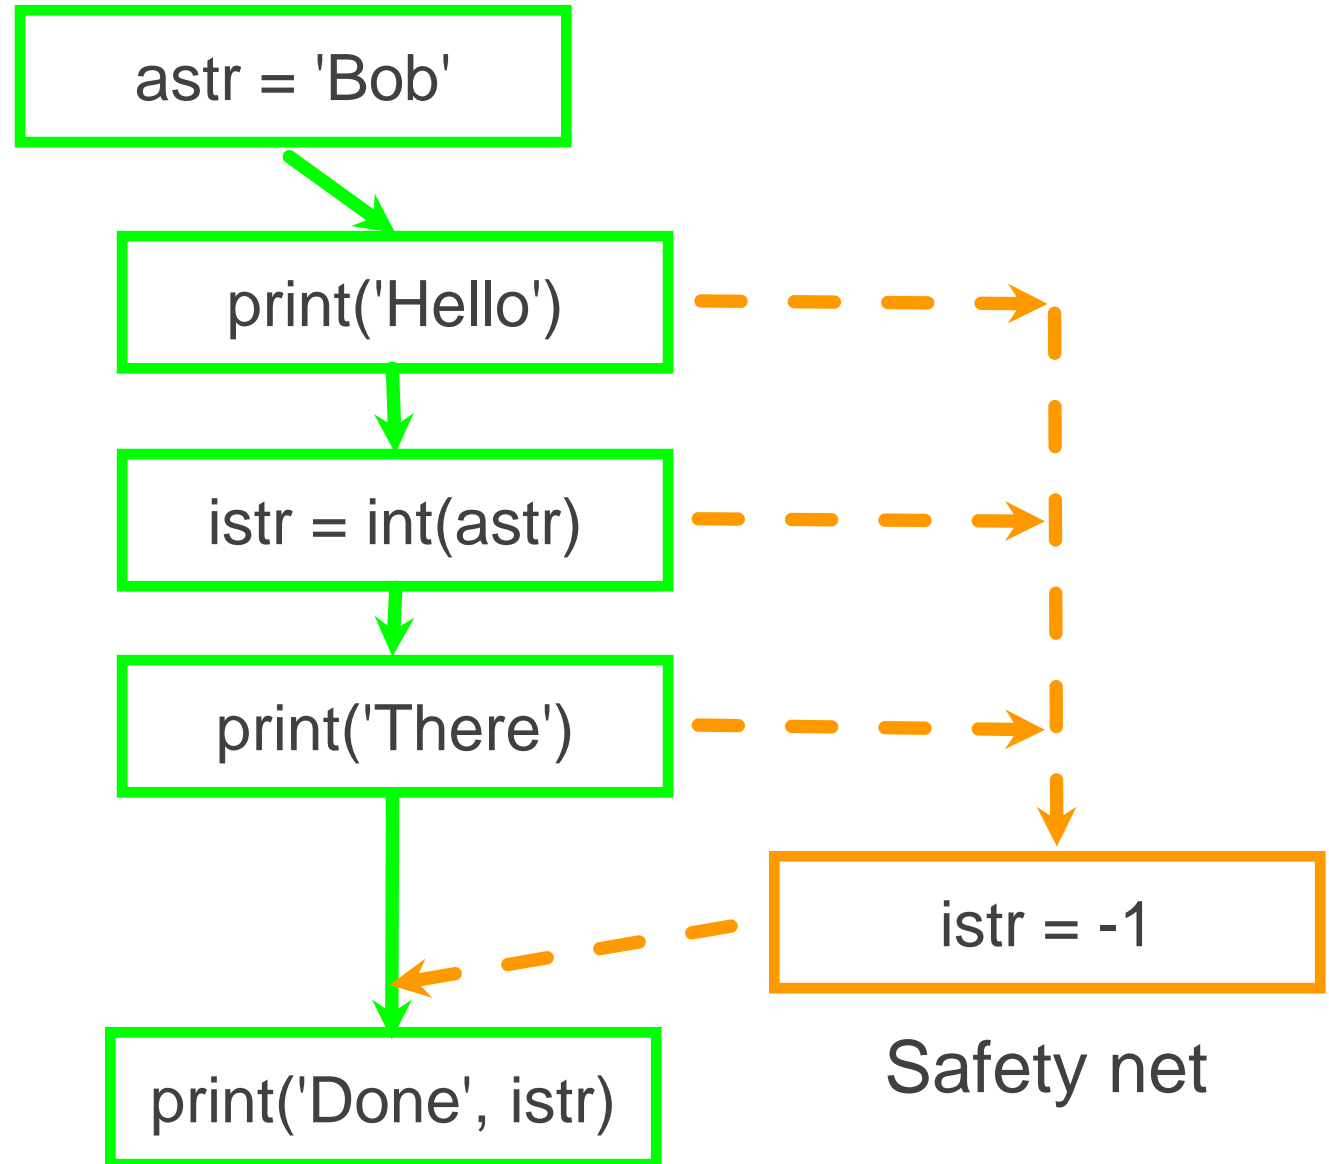 astr = 'Bob'
print('Hello')
istr = int(astr)
print('There')
istr = -1
Safety net
print('Done', istr)